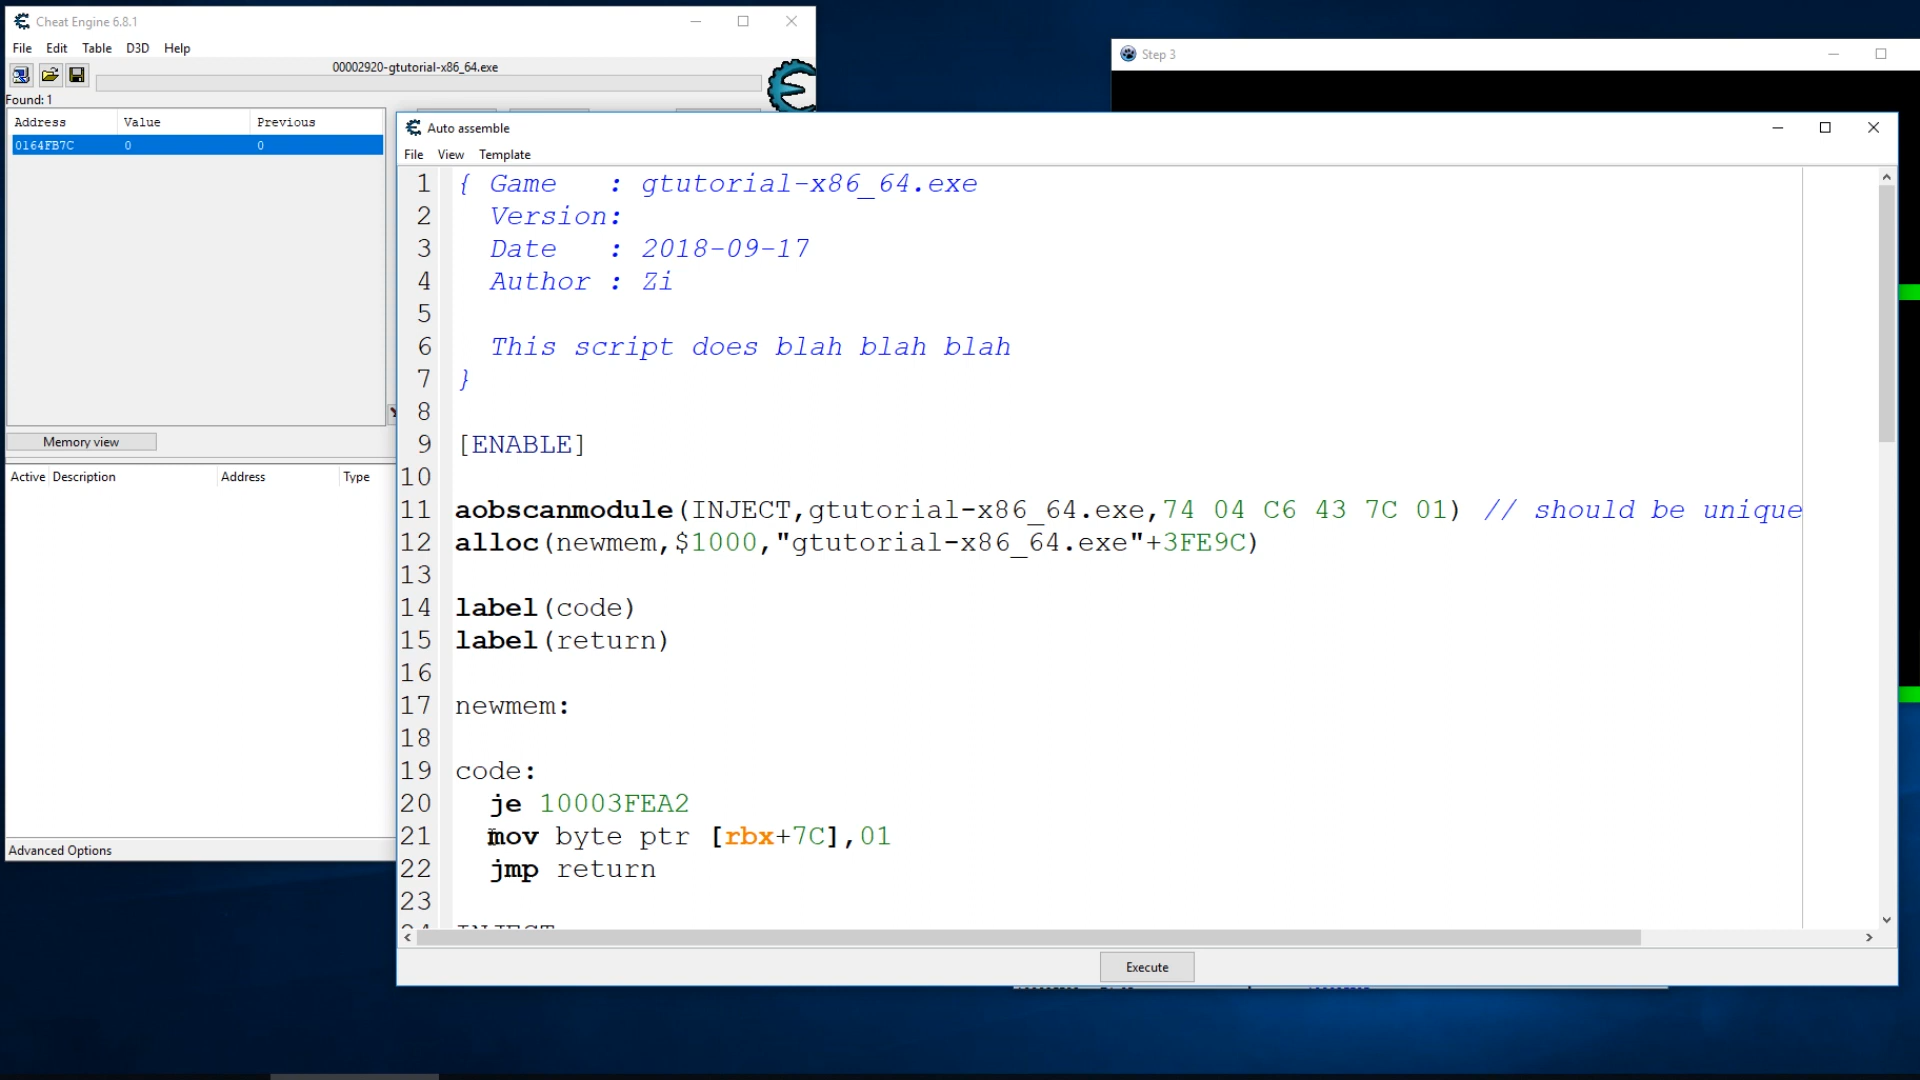 Cheat Engine 6.8.1
File Edit Table D3D Help
00002920-gtutorial-x86_64.exe
Found: 1
Address Value Previous
0164FB7C 0 0
Memory view
Active Description Address Type
Advanced Options
Step 3
Auto assemble
File View Template
1 { Game : gtutorial-x86_64.exe
2 Version:
3 Date : 2018-09-17
4 Author : Zi
5
6 This script does blah blah blah
7 }
8
9 [ENABLE]
10
11 aobscanmodule(INJECT,gtutorial-x86_64.exe,74 04 C6 43 7C 01) // should be unique
12 alloc(newmem,$1000,"gtutorial-x86_64.exe"+3FE9C)
13
14 label(code)
15 label(return)
16
17 newmem:
18
19 code:
20 je 10003FEA2
21 mov byte ptr [rbx+7C],01
22 jmp return
23
24 INJECT
Execute